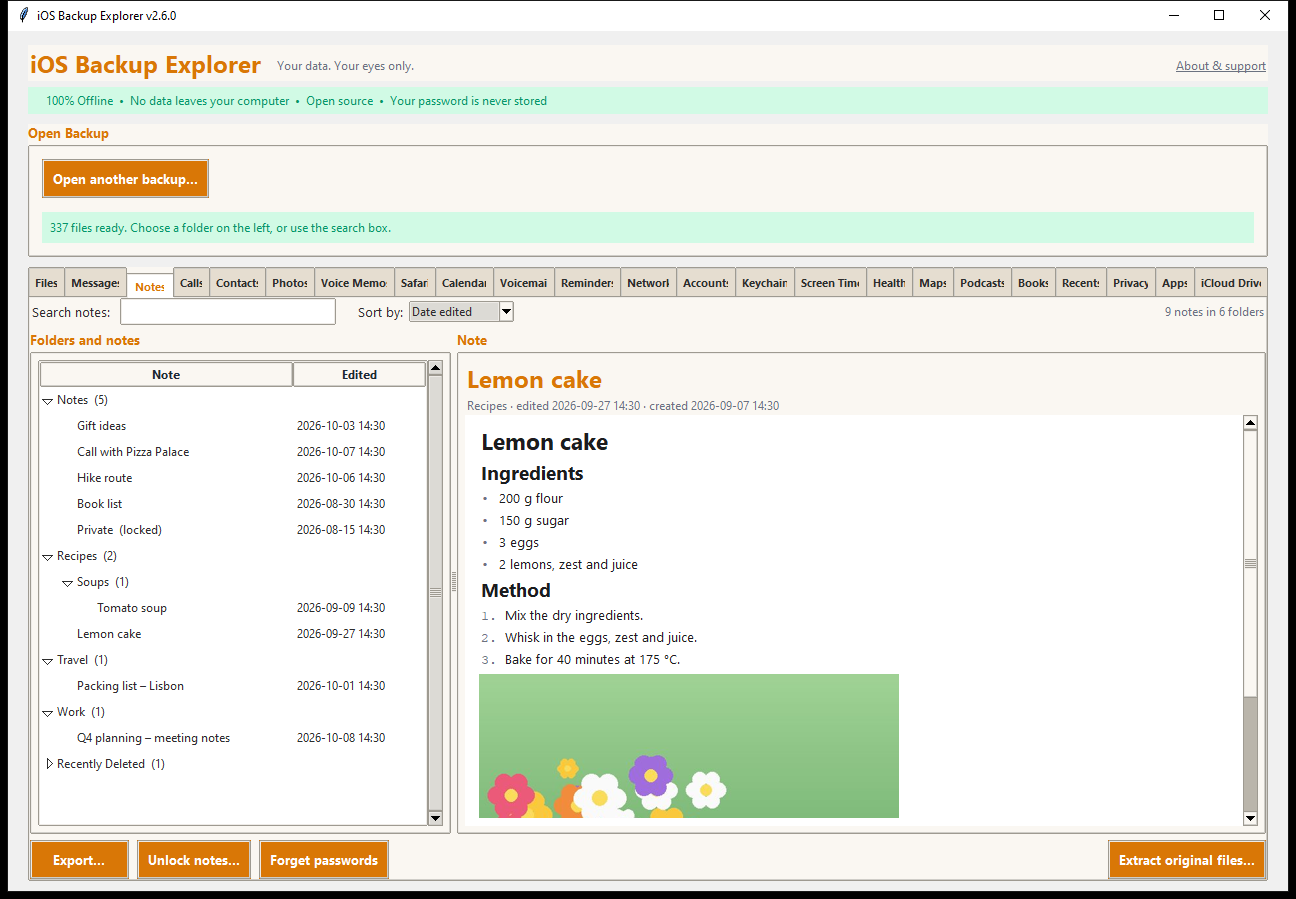 iOS Backup Explorer v2.6.0
iOS Backup Explorer Your data. Your eyes only. About & support
100% Offline • No data leaves your computer • Open source • Your password is never stored
Open Backup
Open another backup...
337 files ready. Choose a folder on the left, or use the search box.
Files Messages Notes Calls Contacts Photos Voice Memo Safari Calendar Voicemai Reminders Network Accounts Keychain Screen Time Health Maps Podcasts Books Recents Privacy Apps iCloud Drive
Search notes: Sort by: Date edited 9 notes in 6 folders
Folders and notes Note
Note Edited
Notes (5)
Gift ideas 2026-10-03 14:30
Call with Pizza Palace 2026-10-07 14:30
Hike route 2026-10-06 14:30
Book list 2026-08-30 14:30
Private (locked) 2026-08-15 14:30
Recipes (2)
Soups (1)
Tomato soup 2026-09-09 14:30
Lemon cake 2026-09-27 14:30
Travel (1)
Packing list – Lisbon 2026-10-01 14:30
Work (1)
Q4 planning – meeting notes 2026-10-08 14:30
Recently Deleted (1)
Lemon cake
Recipes · edited 2026-09-27 14:30 · created 2026-09-07 14:30
Lemon cake
Ingredients
• 200 g flour
• 150 g sugar
• 3 eggs
• 2 lemons, zest and juice
Method
1. Mix the dry ingredients.
2. Whisk in the eggs, zest and juice.
3. Bake for 40 minutes at 175 °C.
Export... Unlock notes... Forget passwords Extract original files...